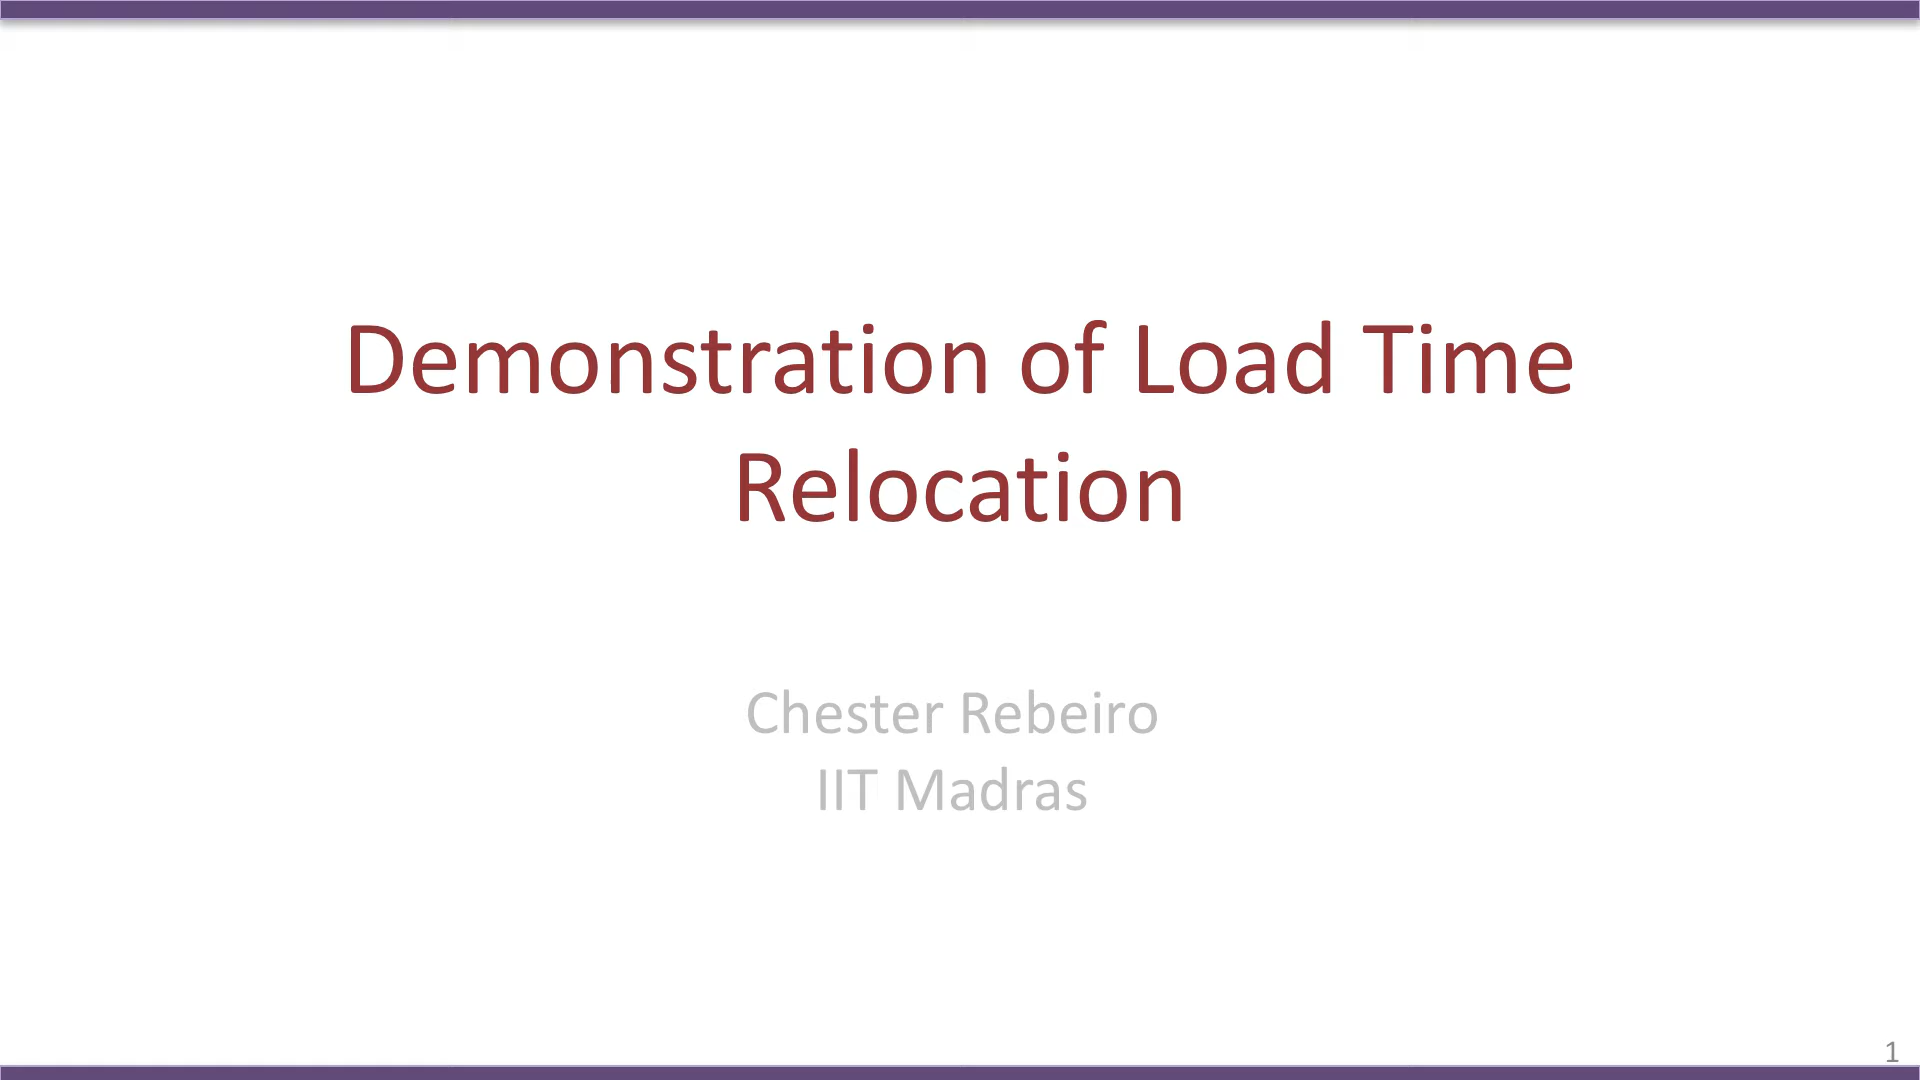 Demonstration of Load Time
Relocation
Chester Rebeiro
IIT Madras
1